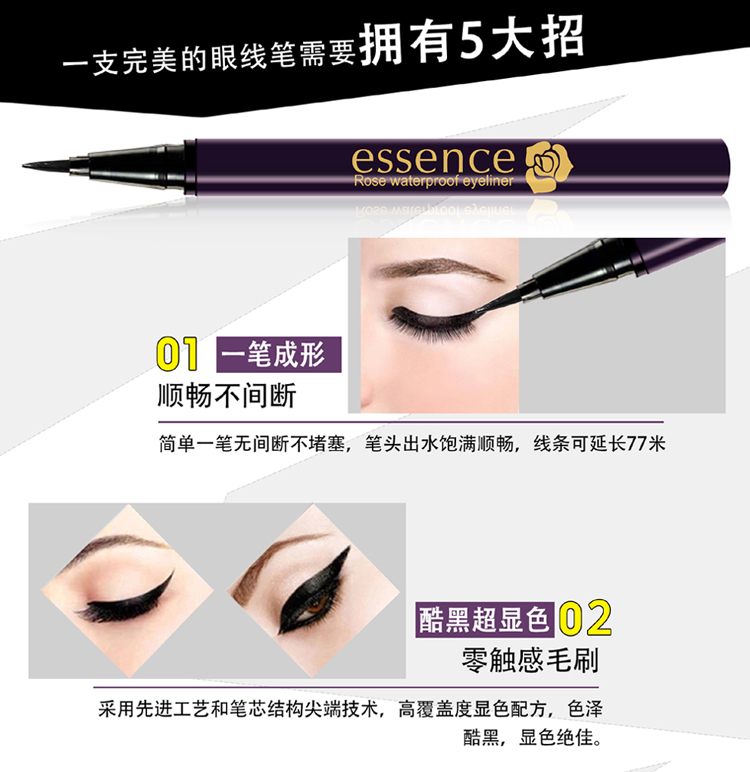 一支完美的眼线笔需要拥有5大招
essence
Rose waterproof eyeliner
01 一笔成形
顺畅不间断
简单一笔无间断不堵塞，笔头出水饱满顺畅，线条可延长77米
酷黑超显色 02
零触感毛刷
采用先进工艺和笔芯结构尖端技术，高覆盖度显色配方，色泽
酷黑，显色绝佳。